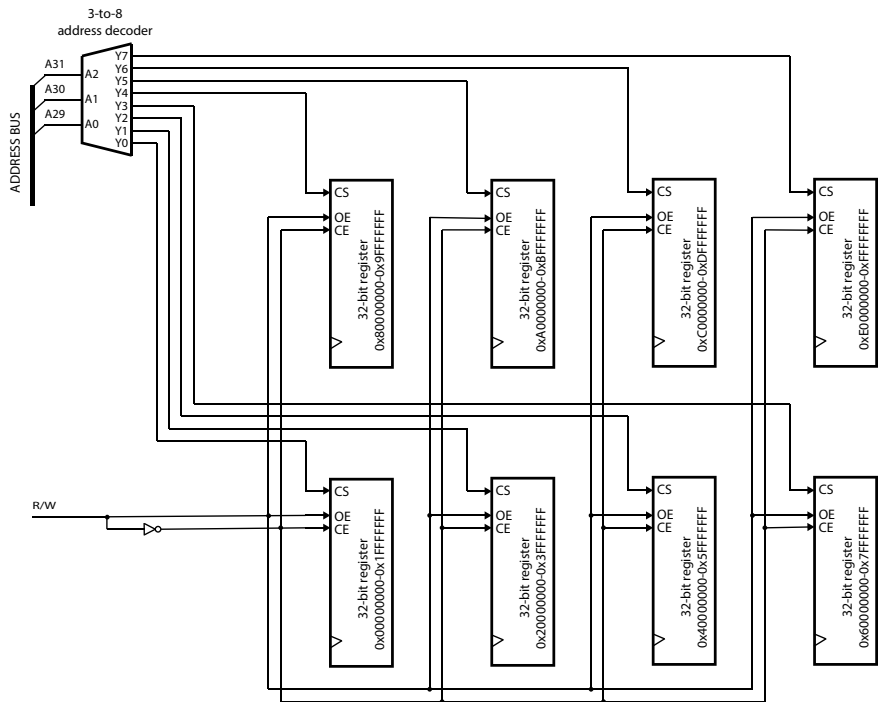 3-to-8
address decoder
A31
A30
A29
ADDRESS BUS
A2
A1
A0
Y7
Y6
Y5
Y4
Y3
Y2
Y1
Y0
CS
OE
CE
32-bit register
0x80000000-0x9FFFFFFF
CS
OE
CE
32-bit register
0xA0000000-0xBFFFFFFF
CS
OE
CE
32-bit register
0xC0000000-0xDFFFFFFF
CS
OE
CE
32-bit register
0xE0000000-0xFFFFFFFF
R/W
CS
OE
CE
32-bit register
0x00000000-0x1FFFFFFF
CS
OE
CE
32-bit register
0x20000000-0x3FFFFFFF
CS
OE
CE
32-bit register
0x40000000-0x5FFFFFFF
CS
OE
CE
32-bit register
0x60000000-0x7FFFFFFF